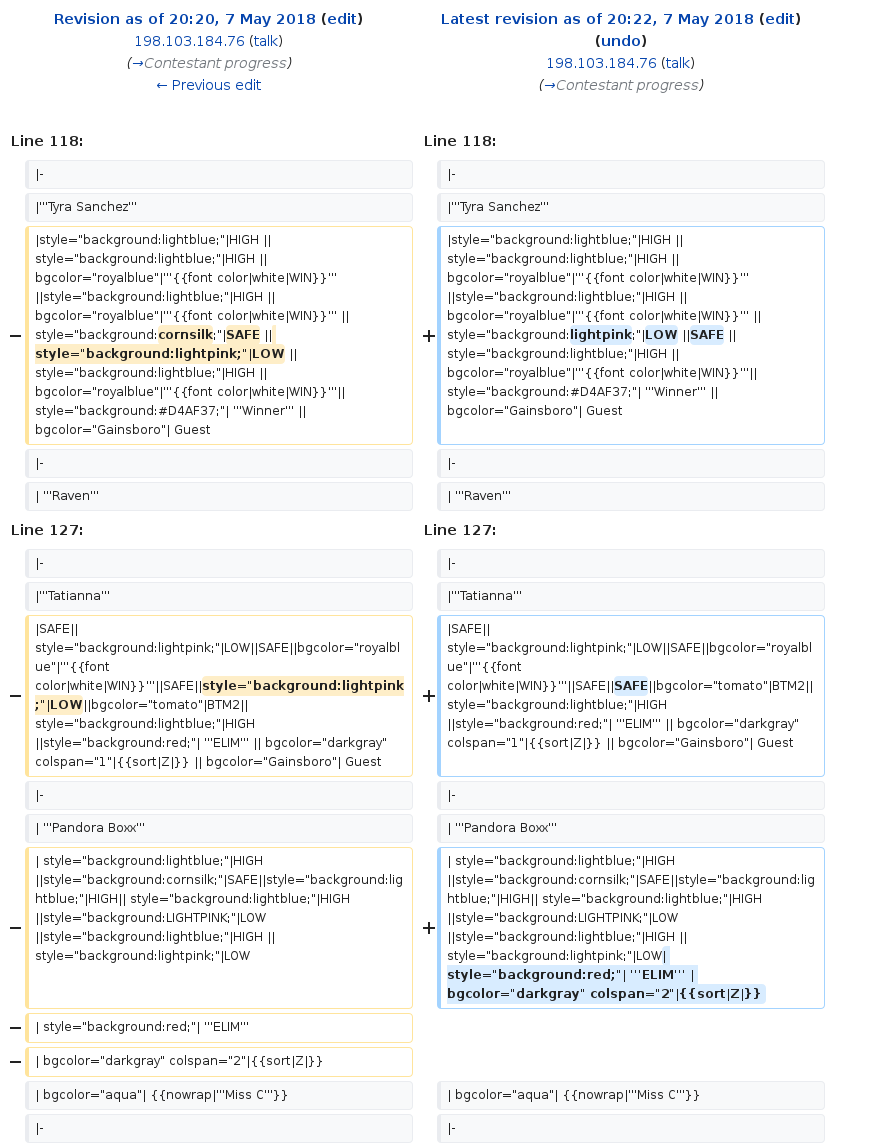 Revision as of 20:20, 7 May 2018 (edit)
198.103.184.76 (talk)
(→Contestant progress)
← Previous edit
Latest revision as of 20:22, 7 May 2018 (edit)
(undo)
198.103.184.76 (talk)
(→Contestant progress)
Line 118:
Line 118:
|-
|-
|'''Tyra Sanchez'''
|'''Tyra Sanchez'''
−
|style="background:lightblue;"|HIGH ||
style="background:lightblue;"|HIGH ||
bgcolor="royalblue"|'''{{font color|white|WIN}}'''
||style="background:lightblue;"|HIGH ||
bgcolor="royalblue"|'''{{font color|white|WIN}}''' ||
style="background:cornsilk;"|SAFE ||
style="background:lightpink;"|LOW ||
style="background:lightblue;"|HIGH ||
bgcolor="royalblue"|'''{{font color|white|WIN}}'''||
style="background:#D4AF37;"| '''Winner''' ||
bgcolor="Gainsboro"| Guest
+
|style="background:lightblue;"|HIGH ||
style="background:lightblue;"|HIGH ||
bgcolor="royalblue"|'''{{font color|white|WIN}}'''
||style="background:lightblue;"|HIGH ||
bgcolor="royalblue"|'''{{font color|white|WIN}}''' ||
style="background:lightpink;"|LOW ||SAFE ||
style="background:lightblue;"|HIGH ||
bgcolor="royalblue"|'''{{font color|white|WIN}}'''||
style="background:#D4AF37;"| '''Winner''' ||
bgcolor="Gainsboro"| Guest
|-
|-
| '''Raven'''
| '''Raven'''
Line 127:
Line 127:
|-
|-
|'''Tatianna'''
|'''Tatianna'''
−
|SAFE||
style="background:lightpink;"|LOW||SAFE||bgcolor="royalbl
ue"|'''{{font
color|white|WIN}}'''||SAFE||style="background:lightpink
;"|LOW||bgcolor="tomato"|BTM2||
style="background:lightblue;"|HIGH
||style="background:red;"| '''ELIM''' || bgcolor="darkgray"
colspan="1"|{{sort|Z|}} || bgcolor="Gainsboro"| Guest
+
|SAFE||
style="background:lightpink;"|LOW||SAFE||bgcolor="royalbl
ue"|'''{{font
color|white|WIN}}'''||SAFE||SAFE||bgcolor="tomato"|BTM2||
style="background:lightblue;"|HIGH
||style="background:red;"| '''ELIM''' || bgcolor="darkgray"
colspan="1"|{{sort|Z|}} || bgcolor="Gainsboro"| Guest
|-
|-
| '''Pandora Boxx'''
| '''Pandora Boxx'''
−
| style="background:lightblue;"|HIGH
||style="background:cornsilk;"|SAFE||style="background:lig
htblue;"|HIGH|| style="background:lightblue;"|HIGH
||style="background:LIGHTPINK;"|LOW
||style="background:lightblue;"|HIGH ||
style="background:lightpink;"|LOW
+
| style="background:lightblue;"|HIGH
||style="background:cornsilk;"|SAFE||style="background:lig
htblue;"|HIGH|| style="background:lightblue;"|HIGH
||style="background:LIGHTPINK;"|LOW
||style="background:lightblue;"|HIGH ||
style="background:lightpink;"|LOW|
style="background:red;"| '''ELIM''' |
bgcolor="darkgray" colspan="2"|{{sort|Z|}}
−
| style="background:red;"| '''ELIM'''
−
| bgcolor="darkgray" colspan="2"|{{sort|Z|}}
| bgcolor="aqua"| {{nowrap|'''Miss C'''}}
| bgcolor="aqua"| {{nowrap|'''Miss C'''}}
|-
|-